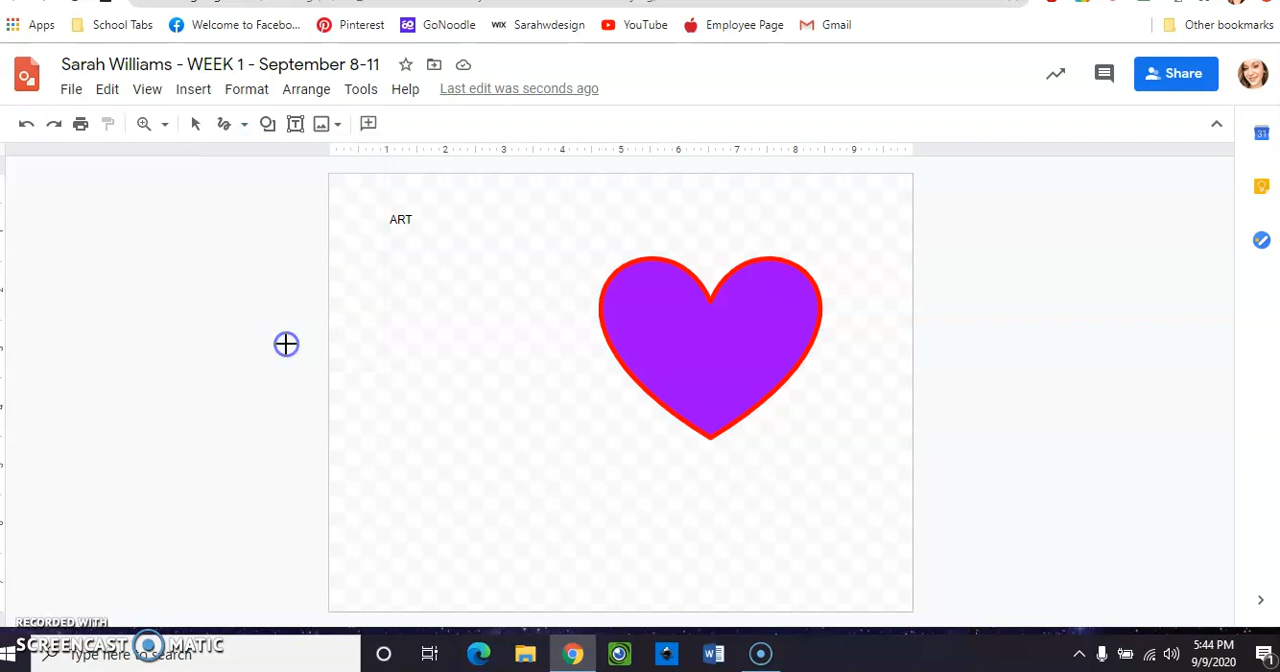 Apps School Tabs Welcome to Facebo... Pinterest GoNoodle WIX Sarahwdesign YouTube Employee Page Gmail Other bookmarks
Sarah Williams - WEEK 1 - September 8-11
Share
File Edit View Insert Format Arrange Tools Help Last edit was seconds ago
1 2 3 4 5 6 7 8 9
31
ART
RECORDED WITH
SCREENCAST MATIC
Type here to search
5:44 PM
9/9/2020